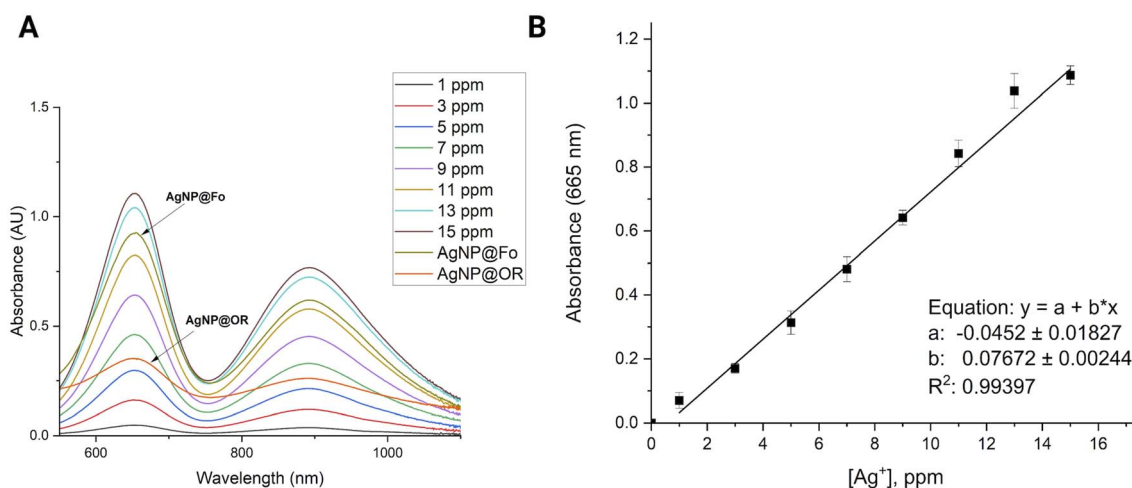 A
Absorbance (AU)
1.5
1.0
0.5
0.0
600
800
1000
Wavelength (nm)
AgNP@Fo
AgNP@OR
1 ppm
3 ppm
5 ppm
7 ppm
9 ppm
11 ppm
13 ppm
15 ppm
AgNP@Fo
AgNP@OR
B
Absorbance (665 nm)
1.2
1.0
0.8
0.6
0.4
0.2
0.0
0
2
4
6
8
10
12
14
16
[Ag⁺], ppm
Equation: y = a + b*x
a: -0.0452 ± 0.01827
b: 0.07672 ± 0.00244
R²: 0.99397